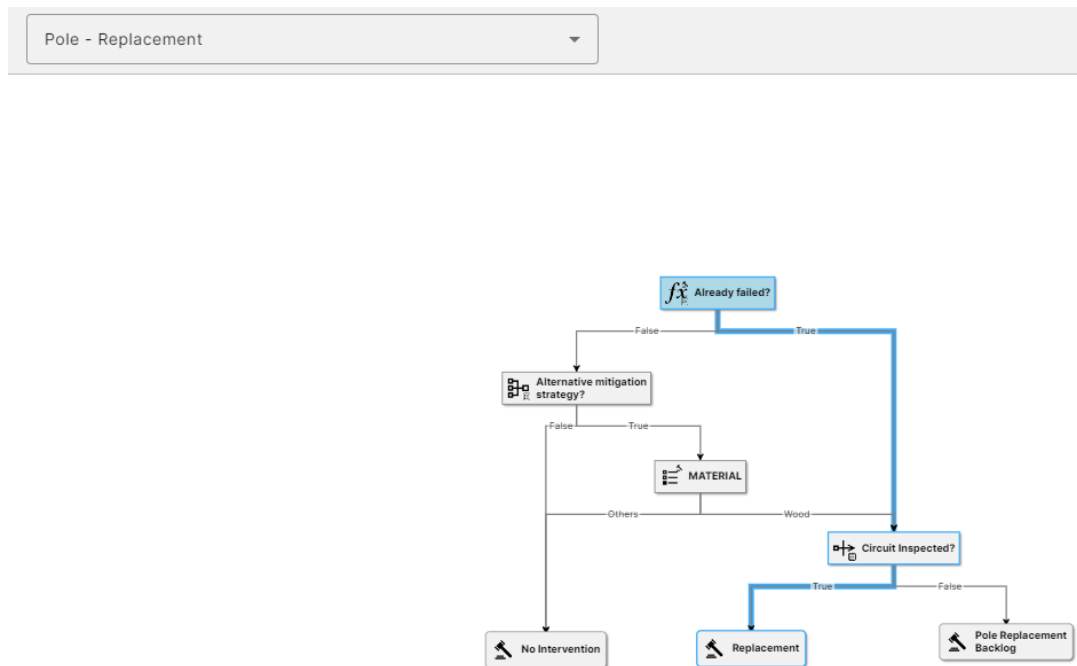 Pole - Replacement
fx Already failed?
False
True
Alternative mitigation
strategy?
False
True
MATERIAL
Others
Wood
Circuit Inspected?
True
False
No Intervention
Replacement
Pole Replacement
Backlog